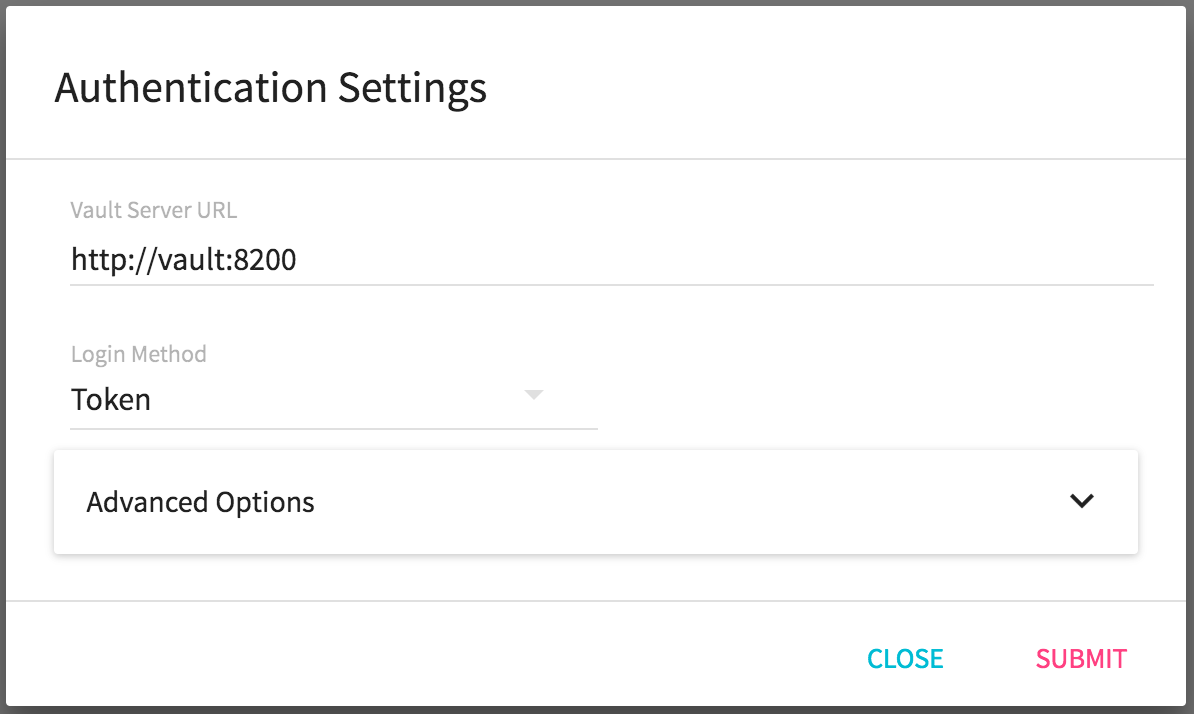 Authentication Settings
Vault Server URL
http://vault:8200
Login Method
Token
Advanced Options
CLOSE SUBMIT